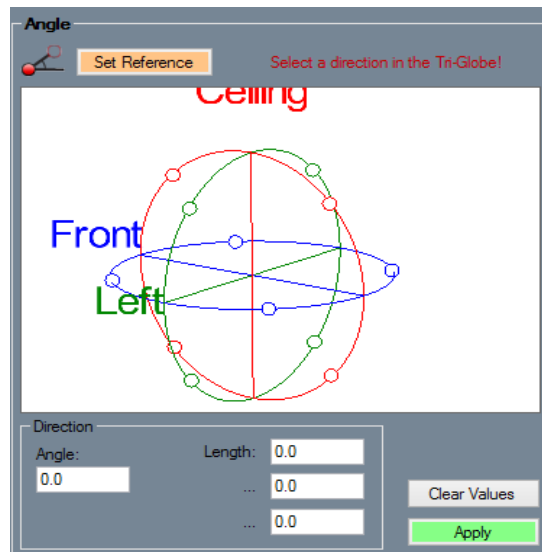 Angle
Set Reference
Select a direction in the Tri-Globe!
Ceiling
Front
Left
Direction
Angle:
Length:
0.0
0.0
...
0.0
Clear Values
...
0.0
Apply